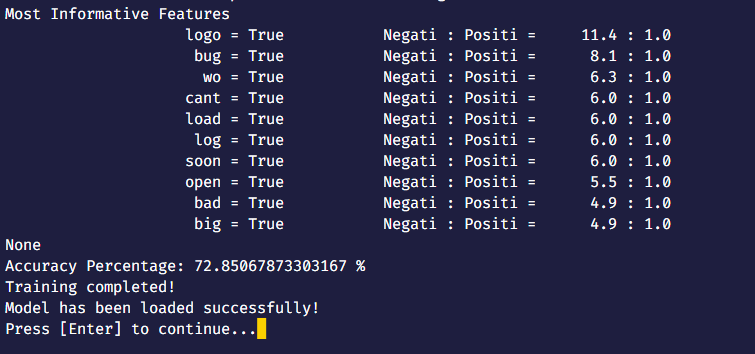 Most Informative Features
logo = True Negati : Positi = 11.4 : 1.0
bug = True Negati : Positi = 8.1 : 1.0
wo = True Negati : Positi = 6.3 : 1.0
cant = True Negati : Positi = 6.0 : 1.0
load = True Negati : Positi = 6.0 : 1.0
log = True Negati : Positi = 6.0 : 1.0
soon = True Negati : Positi = 6.0 : 1.0
open = True Negati : Positi = 5.5 : 1.0
bad = True Negati : Positi = 4.9 : 1.0
big = True Negati : Positi = 4.9 : 1.0
None
Accuracy Percentage: 72.85067873303167 %
Training completed!
Model has been loaded successfully!
Press [Enter] to continue...